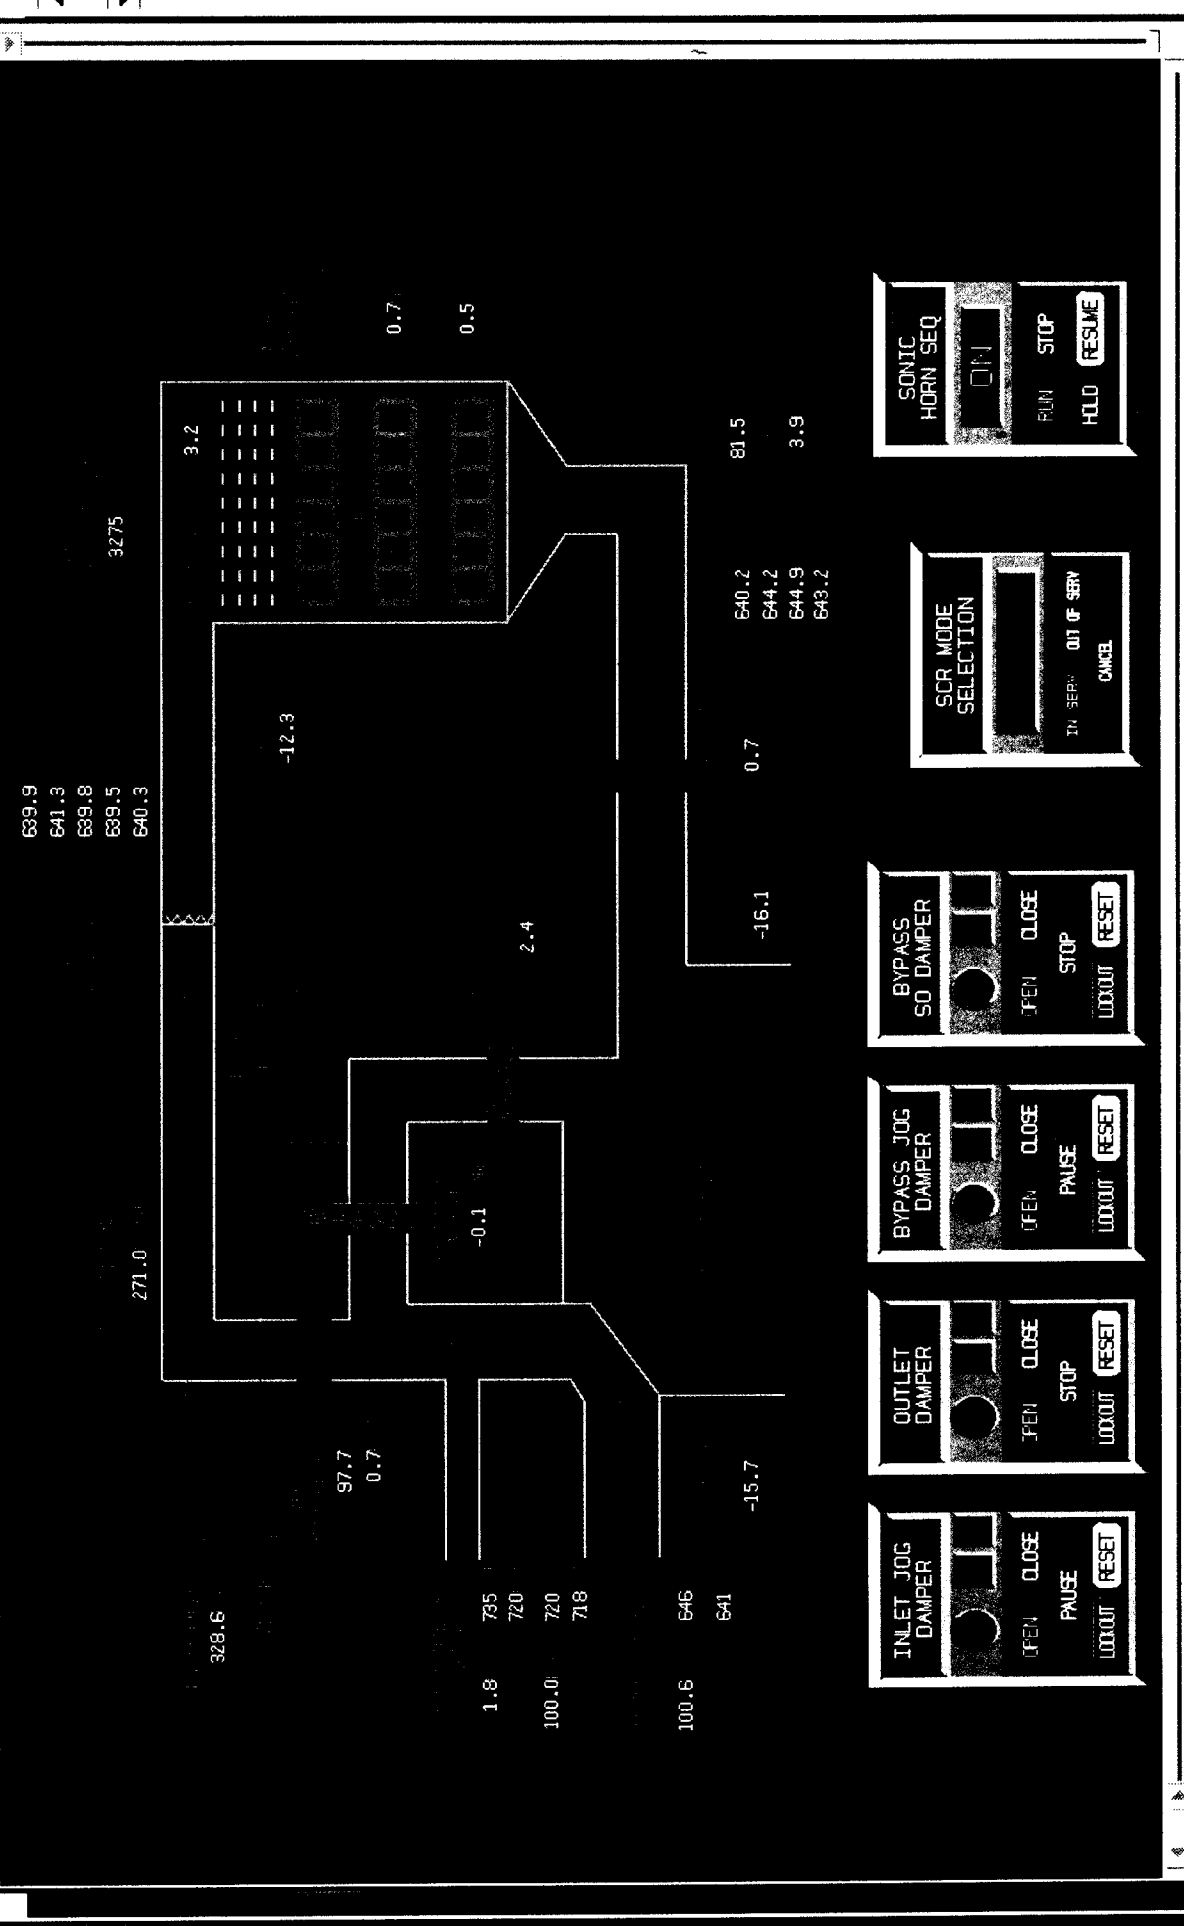 639.9
641.3
639.8
639.5
640.3
3275
271.0
3.2
328.6
-12.3
97.7
0.7
0.7
0.5
-0.1
2.4
1.8
735
720
100.0
720
718
100.6
646
641
-15.7
-16.1
0.7
640.2
644.2
644.9
643.2
81.5
3.9
INLET JOG
DAMPER
OPEN CLOSE
PAUSE
LOCKOUT RESET
OUTLET
DAMPER
OPEN CLOSE
STOP
LOCKOUT RESET
BYPASS JOG
DAMPER
OPEN CLOSE
PAUSE
LOCKOUT RESET
BYPASS
SO DAMPER
OPEN CLOSE
STOP
LOCKOUT RESET
SCR MODE
SELECTION
IN SERV OUT OF SERV
CANCEL
SONIC
HORN SEQ
ON
RUN STOP
HOLD RESUME